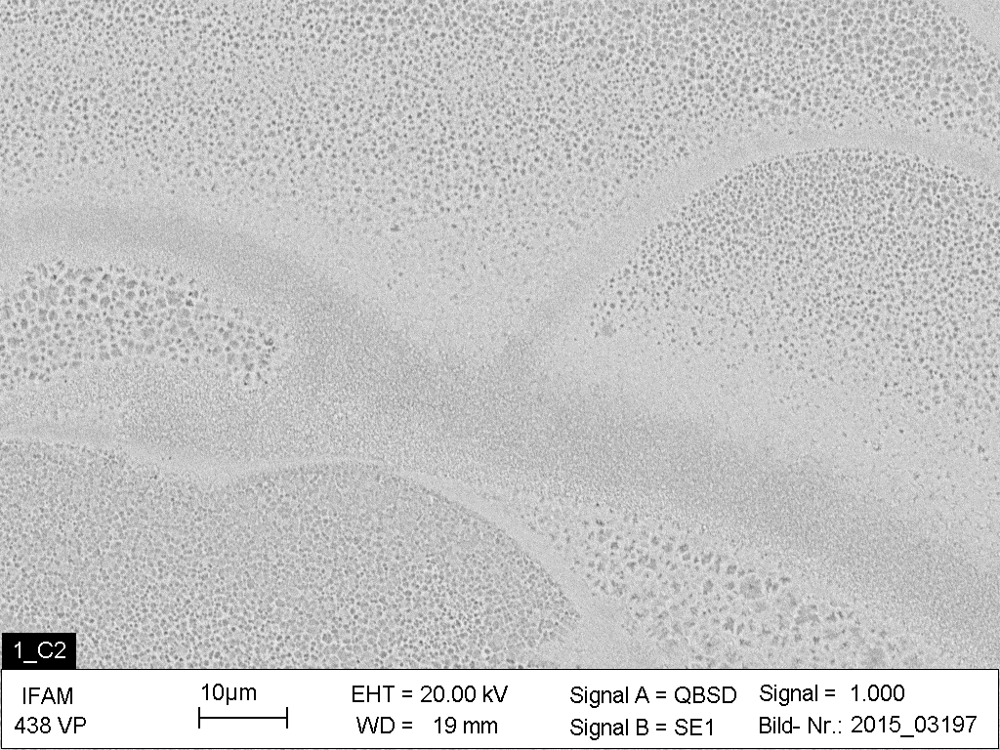 1_C2
IFAM
438 VP
10µm
EHT = 20.00 kV
WD = 19 mm
Signal A = QBSD
Signal B = SE1
Signal = 1.000
Bild- Nr.: 2015_03197